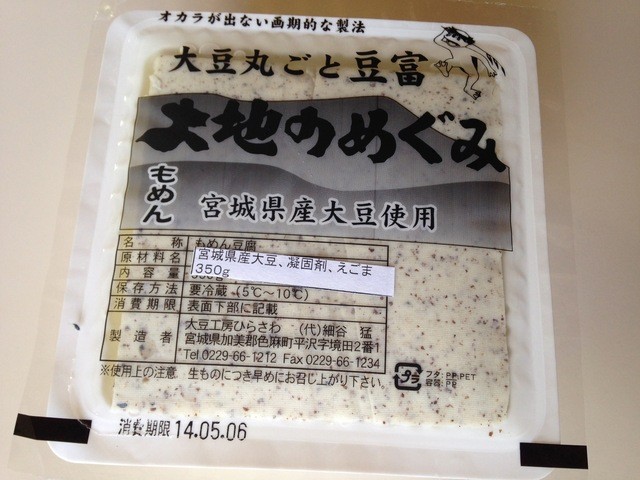 オカラが出ない画期的な製法
大豆丸ごと豆富
大地のめぐみ
もめん
宮城県産大豆使用
名称 もめん豆腐
原材料名 宮城県産大豆、凝固剤、えごま
内容量 350g
保存方法 要冷蔵 (5℃~10℃)
消費期限 表面下部に記載
製造者 大豆工房ひらさわ (代)細谷 猛
宮城県加美郡色麻町平沢字境田2番1
Tel.0229-66-1212 Fax0229-66-1234
※使用上の注意 生ものにつき早めにお召し上がり下さい
プラ フタ:PP,PET
容器:PP
消費期限 14.05.06